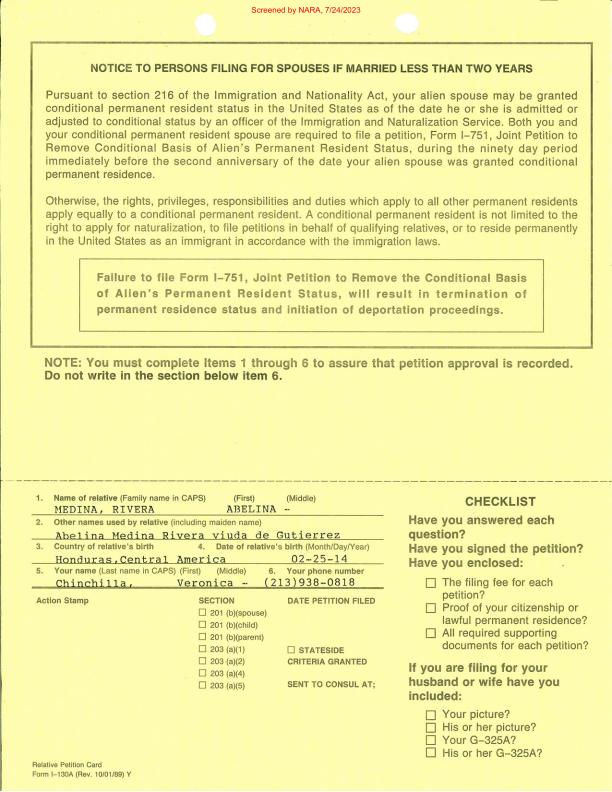 Screened by NARA, 7/24/2023
NOTICE TO PERSONS FILING FOR SPOUSES IF MARRIED LESS THAN TWO YEARS
Pursuant to section 216 of the Immigration and Nationality Act, your alien spouse may be granted
conditional permanent resident status in the United States as of the date he or she is admitted or
adjusted to conditional status by an officer of the Immigration and Naturalization Service. Both you and
your conditional permanent resident spouse are required to file a petition, Form I-751, Joint Petition to
Remove Conditional Basis of Alien's Permanent Resident Status, during the ninety day period
immediately before the second anniversary of the date your alien spouse was granted conditional
permanent residence.
Otherwise, the rights, privileges, responsibilities and duties which apply to all other permanent residents
apply equally to a conditional permanent resident. A conditional permanent resident is not limited to the
right to apply for naturalization, to file petitions in behalf of qualifying relatives, or to reside permanently
in the United States as an immigrant in accordance with the immigration laws.
Failure to file Form I-751, Joint Petition to Remove the Conditional Basis
of Alien's Permanent Resident Status, will result in termination of
permanent residence status and initiation of deportation proceedings.
NOTE: You must complete Items 1 through 6 to assure that petition approval is recorded.
Do not write in the section below item 6.
1. Name of relative (Family name in CAPS) (First) (Middle)
MEDINA, RIVERA ABELINA -
2. Other names used by relative (including maiden name)
Abelina Medina Rivera viuda de Gutierrez
3. Country of relative's birth 4. Date of relative's birth (Month/Day/Year)
Honduras,Central America 02-25-14
5. Your name (Last name in CAPS) (First) (Middle) 6. Your phone number
Chinchilla, Veronica - (213)938-0818
Action Stamp SECTION DATE PETITION FILED
201 (b)(spouse)
201 (b)(child)
201 (b)(parent)
203 (a)(1) STATESIDE
203 (a)(2) CRITERIA GRANTED
203 (a)(4)
203 (a)(5) SENT TO CONSUL AT;
CHECKLIST
Have you answered each
question?
Have you signed the petition?
Have you enclosed:
The filing fee for each
petition?
Proof of your citizenship or
lawful permanent residence?
All required supporting
documents for each petition?
If you are filing for your
husband or wife have you
included:
Your picture?
His or her picture?
Your G-325A?
His or her G-325A?
Relative Petition Card
Form I-130A (Rev. 10/01/89) Y